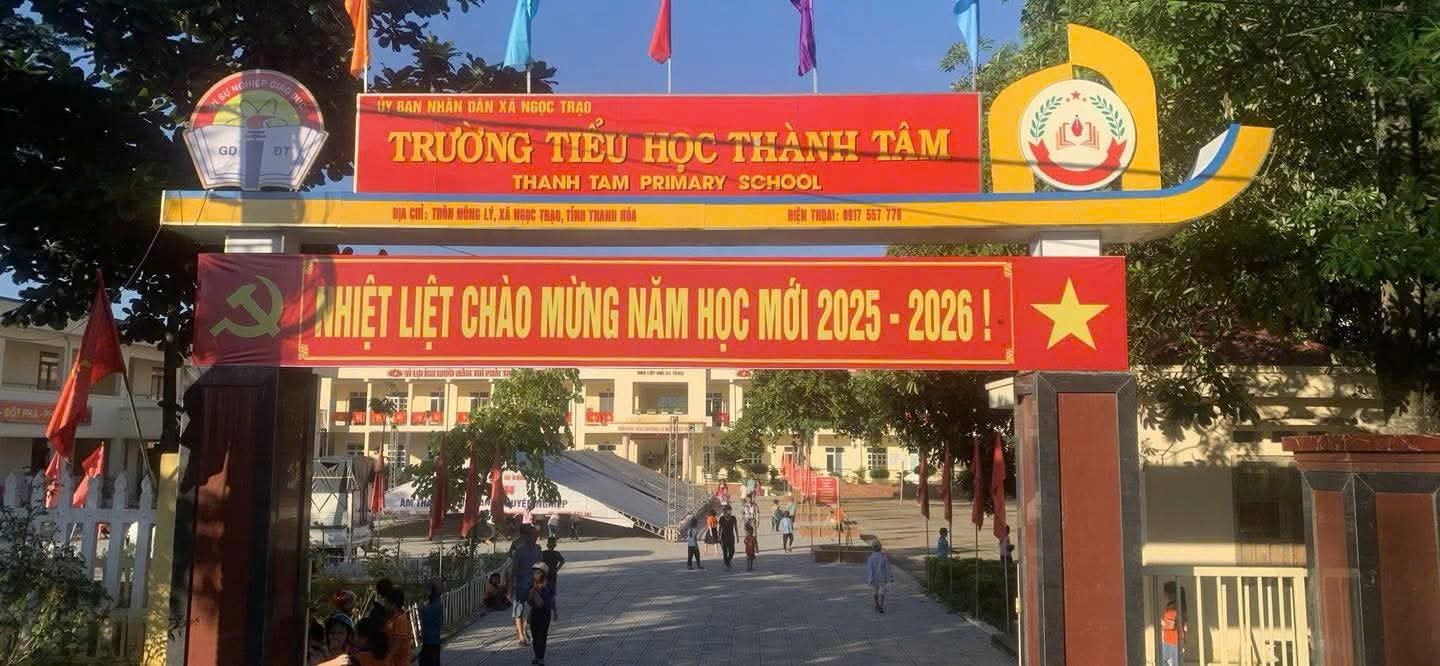 ỦY BAN NHÂN DÂN XÃ NGỌC TRẠO
TRƯỜNG TIỂU HỌC THÀNH TÂM
THANH TAM PRIMARY SCHOOL
GD ĐT
ĐỊA CHỈ: THÔN NÔNG LÝ, XÃ NGỌC TRẠO, TỈNH THANH HÓA
ĐIỆN THOẠI: 0917 557 779
NHIỆT LIỆT CHÀO MỪNG NĂM HỌC MỚI 2025 - 2026 !